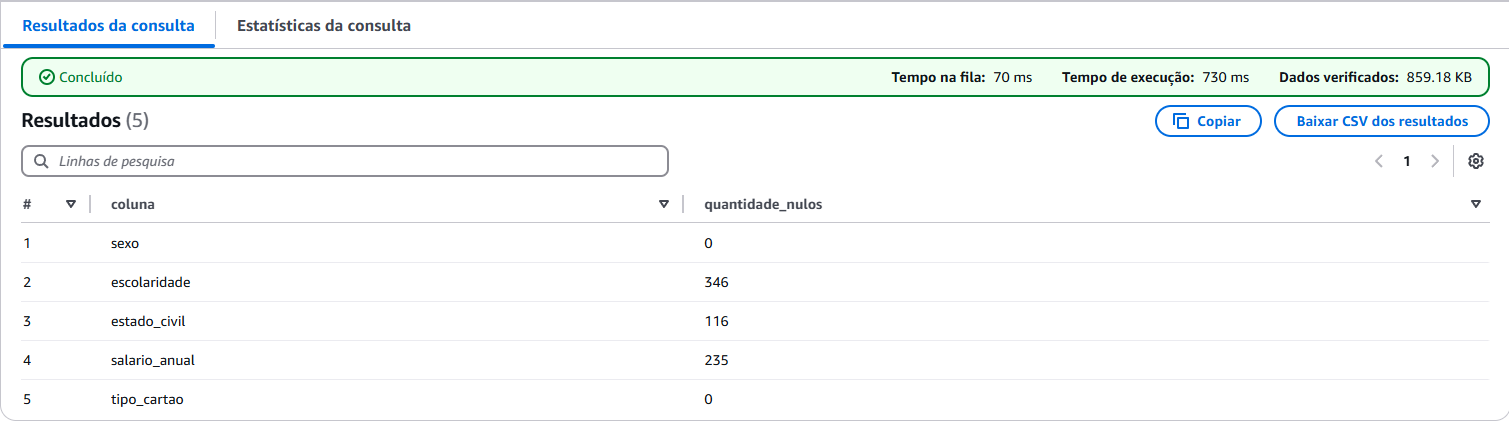 Resultados da consulta Estatísticas da consulta
Concluído Tempo na fila: 70 ms Tempo de execução: 730 ms Dados verificados: 859.18 KB
Resultados (5) Copiar Baixar CSV dos resultados
Linhas de pesquisa 1
# coluna quantidade_nulos
1 sexo 0
2 escolaridade 346
3 estado_civil 116
4 salario_anual 235
5 tipo_cartao 0